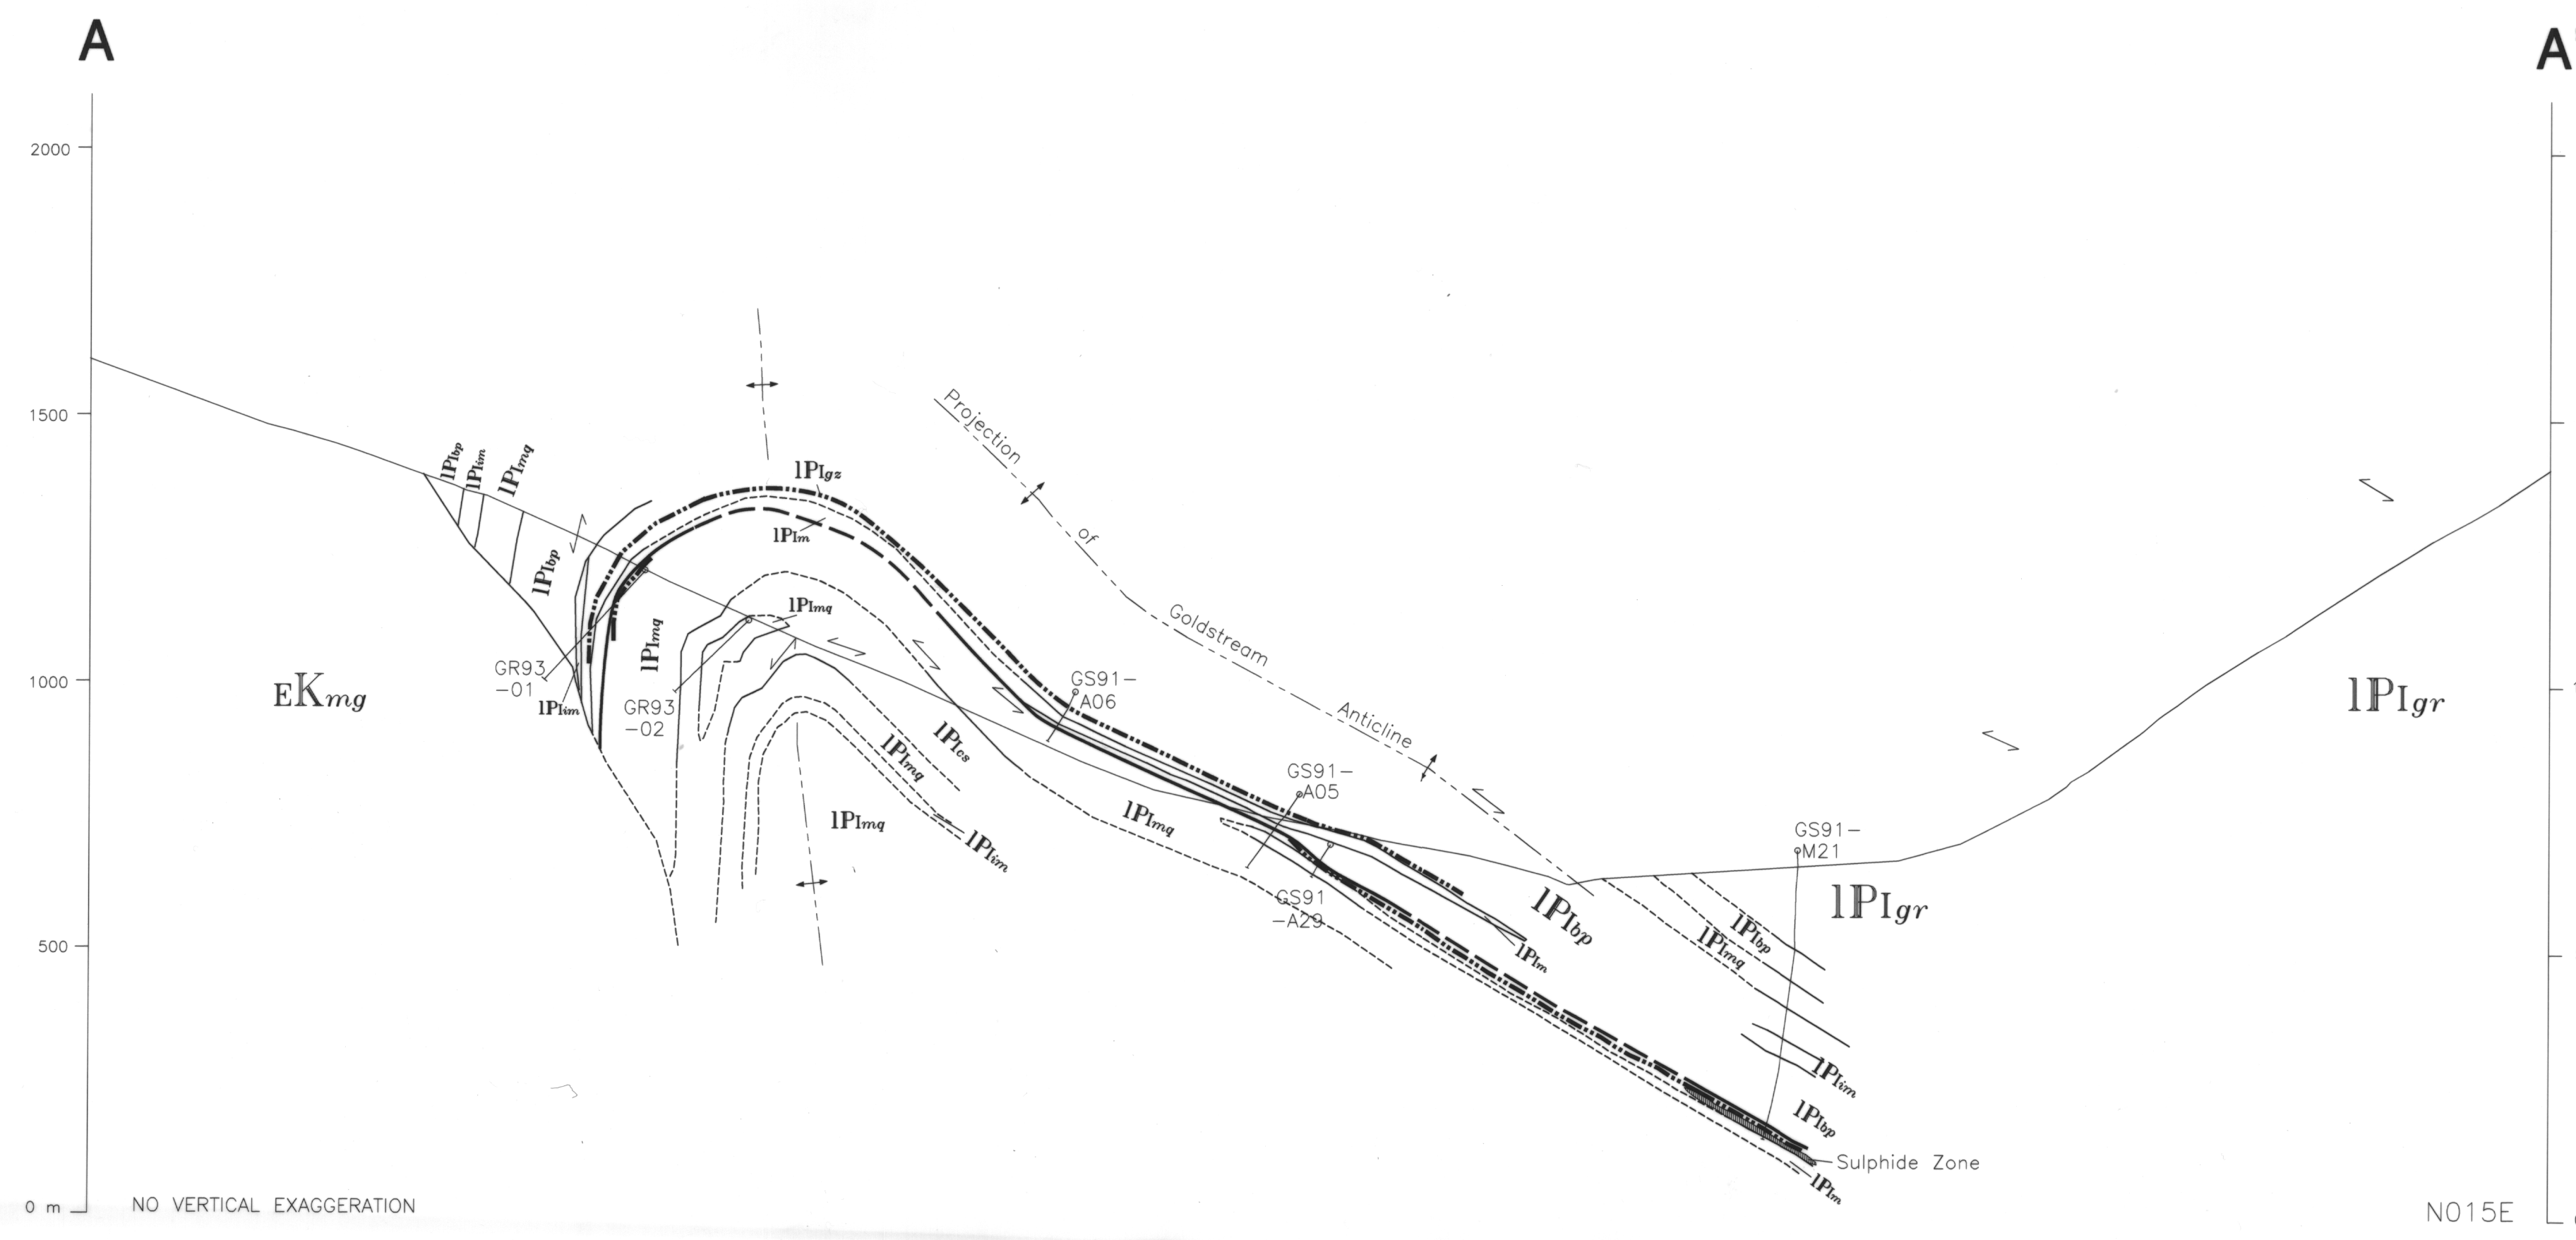 A
A'
2000
1500
1000
500
0 m
NO VERTICAL EXAGGERATION
N015E
Projection
of
Goldstream
Anticline
lPIbp
lPIim
lPImq
lPIgz
lPIm
lPIbp
lPImq
lPImq
EKmg
GR93
-01
lPIim
GR93
-02
lPIcs
lPImq
lPImq
lPIim
GS91-
A06
lPImq
GS91-
A05
GS91
-A29
lPIbp
lPIm
GS91-
M21
lPIgr
lPIgr
lPIbp
lPImq
lPIim
lPIbp
Sulphide Zone
lPIm